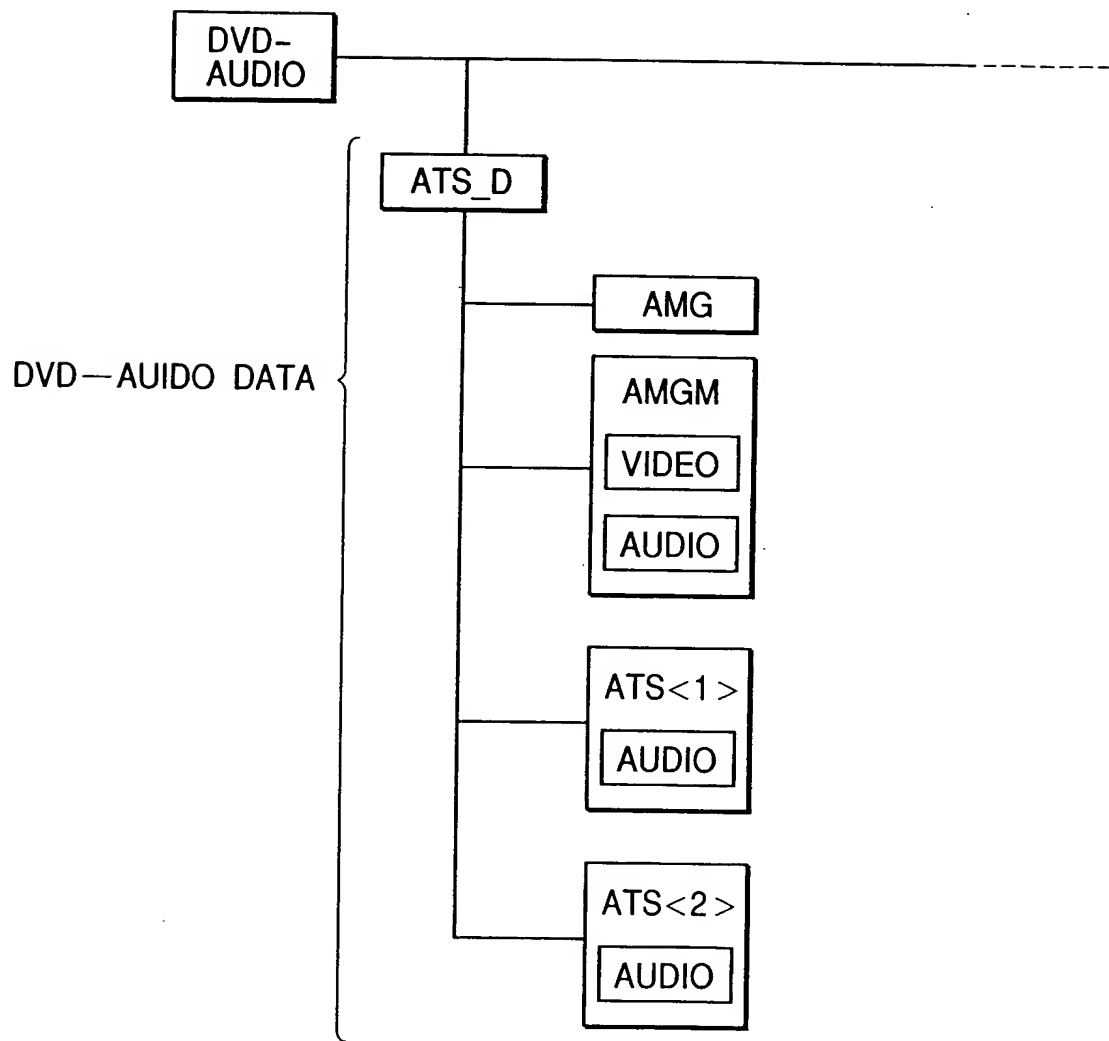 DVD-
AUDIO
ATS_D
AMG
DVD—AUIDO DATA
AMGM
VIDEO
AUDIO
ATS<1>
AUDIO
ATS<2>
AUDIO